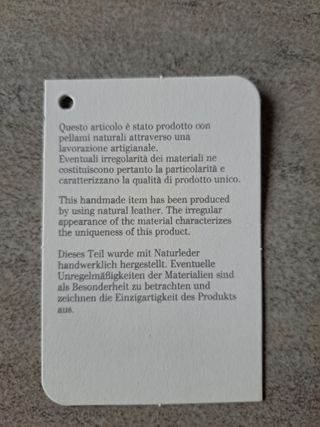 Questo articolo è stato prodotto con
pellami naturali attraverso una
lavorazione artigianale.
Eventuali irregolarità dei materiali ne
costituiscono pertanto la particolarità e
caratterizzano la qualità di prodotto unico.
This handmade item has been produced
by using natural leather. The irregular
appearance of the material characterizes
the uniqueness of this product.
Dieses Teil wurde mit Naturleder
handwerklich hergestellt. Eventuelle
Unregelmäßigkeiten der Materialien sind
als Besonderheit zu betrachten und
zeichnen die Einzigartigkeit des Produkts
aus.